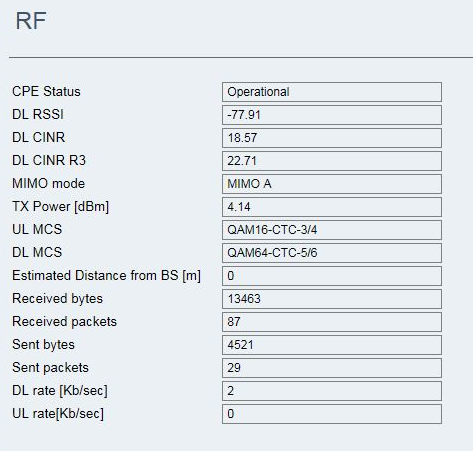 RF
CPE Status Operational
DL RSSI -77.91
DL CINR 18.57
DL CINR R3 22.71
MIMO mode MIMO A
TX Power [dBm] 4.14
UL MCS QAM16-CTC-3/4
DL MCS QAM64-CTC-5/6
Estimated Distance from BS [m] 0
Received bytes 13463
Received packets 87
Sent bytes 4521
Sent packets 29
DL rate [Kb/sec] 2
UL rate[Kb/sec] 0